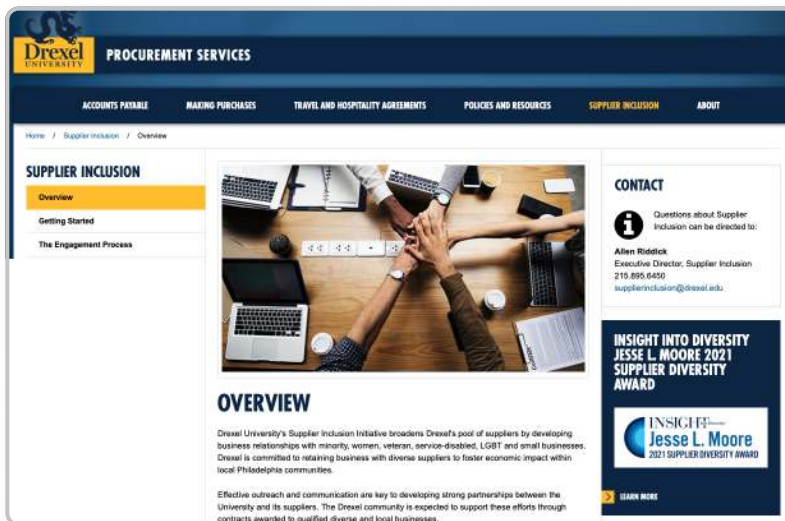 Drexel
UNIVERSITY
PROCUREMENT SERVICES
ACCOUNTS PAYABLE
MAKING PURCHASES
TRAVEL AND HOSPITALITY AGREEMENTS
POLICIES AND RESOURCES
SUPPLIER INCLUSION
ABOUT
Home / Supplier Inclusion / Overview
SUPPLIER INCLUSION
Overview
Getting Started
The Engagement Process
CONTACT
Questions about Supplier
Inclusion can be directed to:
Allen Riddick
Executive Director, Supplier Inclusion
215.895.6450
supplierinclusion@drexel.edu
INSIGHT INTO DIVERSITY
JESSE L. MOORE 2021
SUPPLIER DIVERSITY
AWARD
INSIGHT
Jesse L. Moore
2021 SUPPLIER DIVERSITY AWARD
LEARN MORE
OVERVIEW
Drexel University's Supplier Inclusion Initiative broadens Drexel's pool of suppliers by developing
business relationships with minority, women, veteran, service-disabled, LGBT and small businesses.
Drexel is committed to retaining business with diverse suppliers to foster economic impact within
local Philadelphia communities.
Effective outreach and communication are key to developing strong partnerships between the
University and its suppliers. The Drexel community is expected to support these efforts through
contracts awarded to qualified diverse and local businesses.